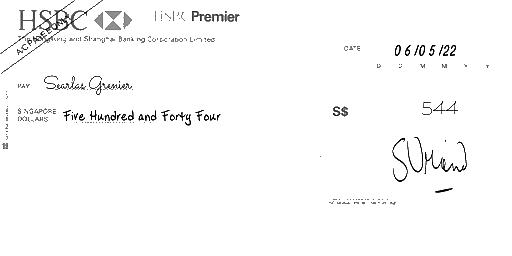 HSBC HSBC Premier
A/C PAYEE ONLY
The Hongkong and Shanghai Banking Corporation Limited
DATE 06/05/22
D D M M Y Y
PAY Searlas Grenier
SINGAPORE
DOLLARS Five Hundred and Forty Four
S$ 544